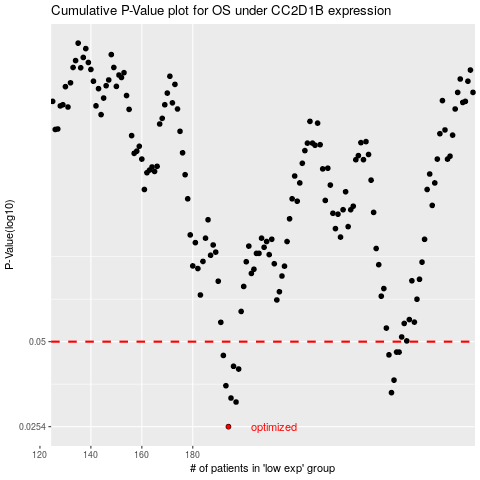 Cumulative P-Value plot for OS under CC2D1B expression
P-Value(log10)
0.05
0.0254
optimized
120 140 160 180
# of patients in 'low exp' group